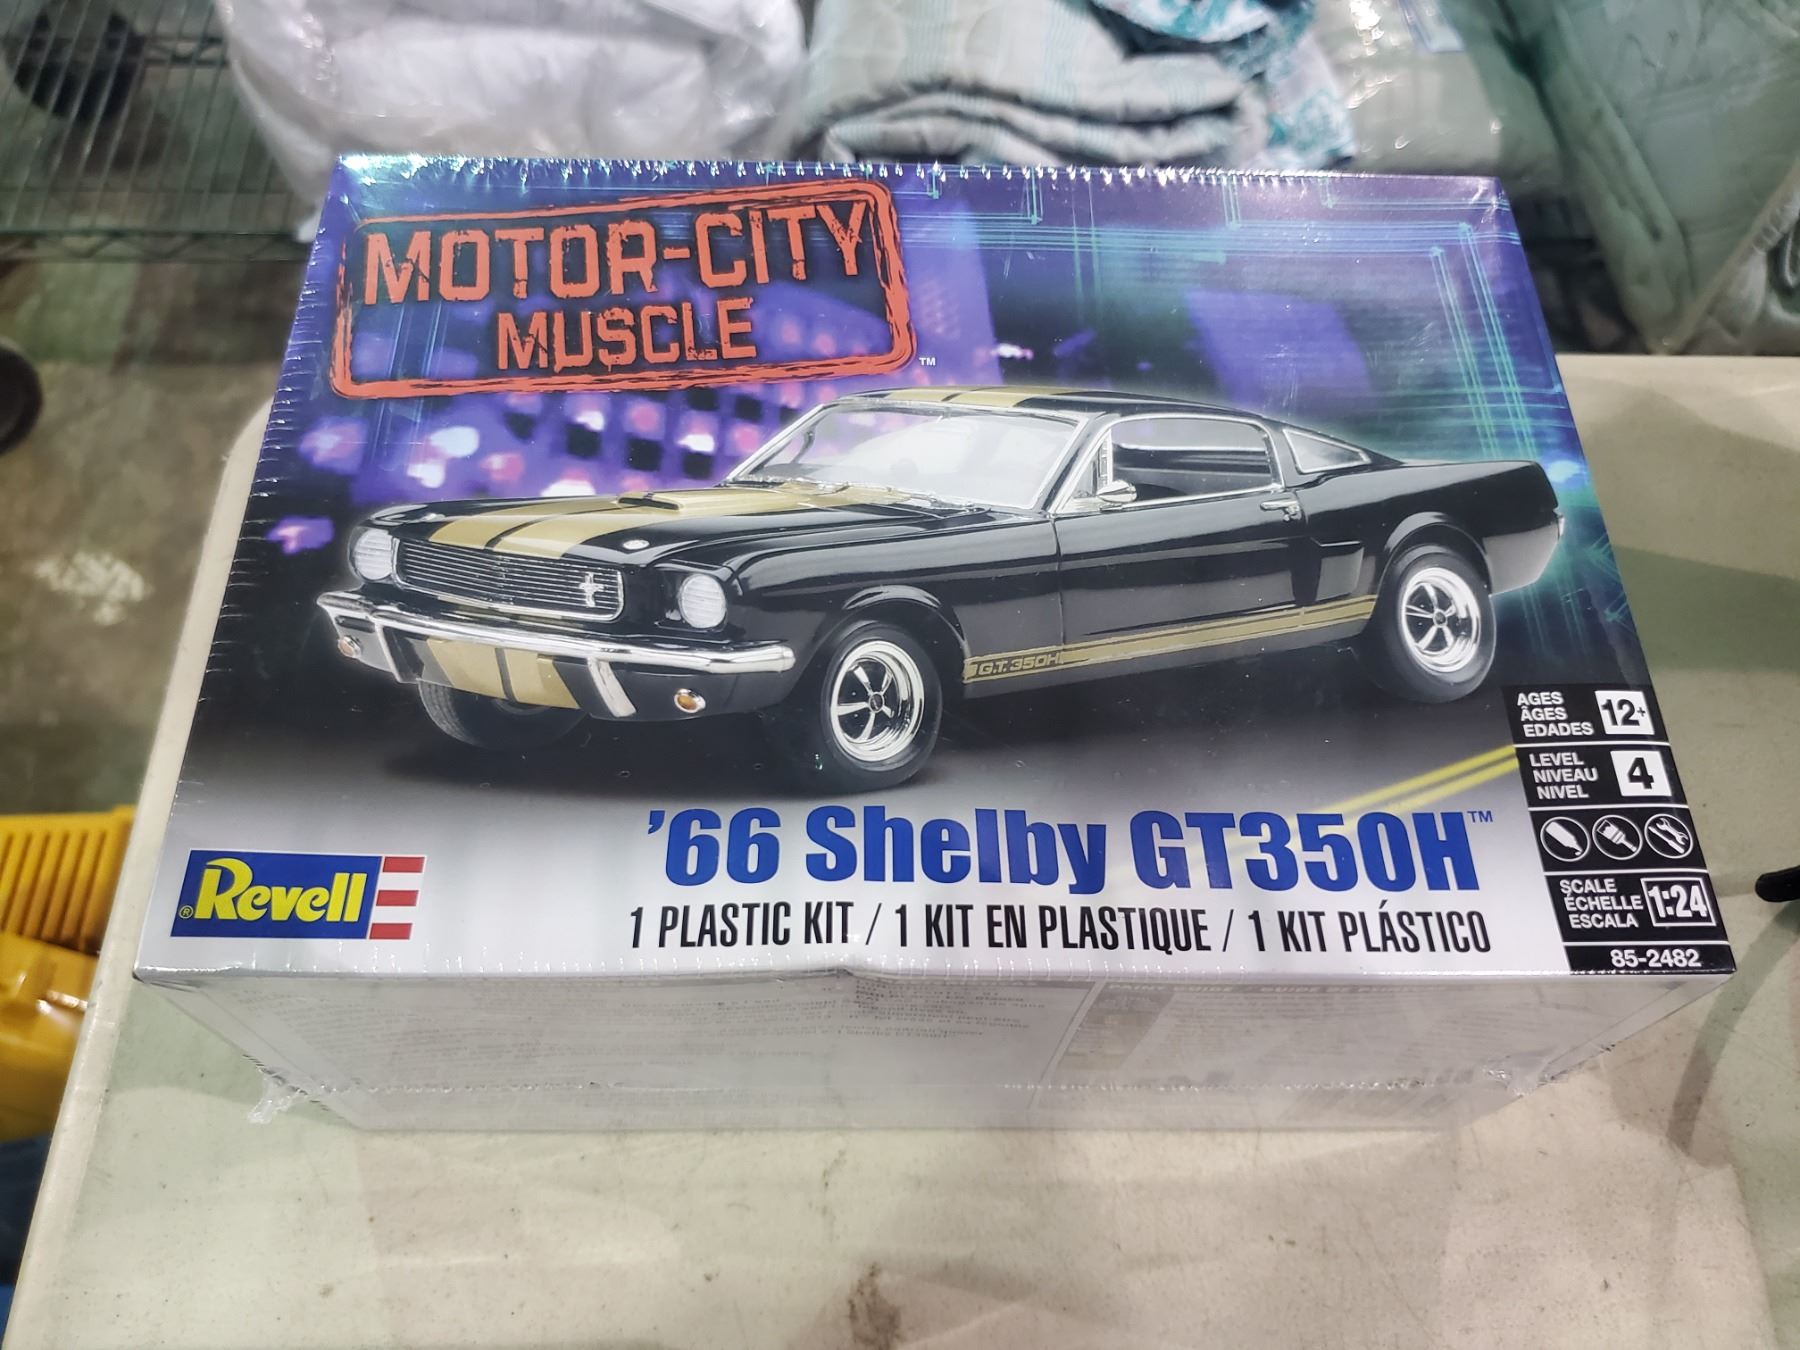 MOTOR-CITY
MUSCLE
™
G.T. 350H
AGES
ÂGES
EDADES
12+
LEVEL
NIVEAU
NIVEL
4
'66 Shelby GT350H™
1 PLASTIC KIT / 1 KIT EN PLASTIQUE / 1 KIT PLÁSTICO
® Revell
SCALE
ÉCHELLE
ESCALA
1:24
85-2482